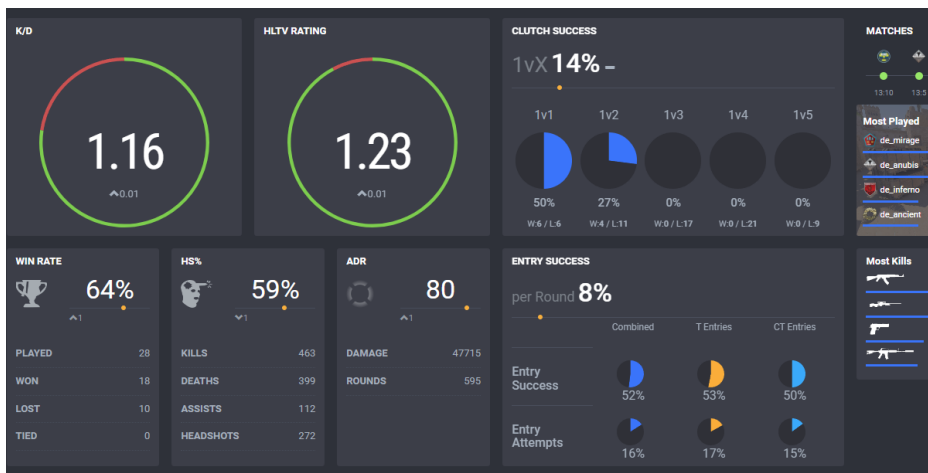 K/D
1.16
0.01
HLTV RATING
1.23
0.01
CLUTCH SUCCESS
1vX 14% –
1v1 1v2 1v3 1v4 1v5
50% 27% 0% 0% 0%
W:6 / L:6 W:4 / L:11 W:0 / L:17 W:0 / L:21 W:0 / L:9
MATCHES
13:10 13:5
Most Played
de_mirage
de_anubis
de_inferno
de_ancient
WIN RATE
64%
1
PLAYED 28
WON 18
LOST 10
TIED 0
HS%
59%
1
KILLS 463
DEATHS 399
ASSISTS 112
HEADSHOTS 272
ADR
80
1
DAMAGE 47715
ROUNDS 595
ENTRY SUCCESS
per Round 8%
Combined T Entries CT Entries
Entry
Success
52% 53% 50%
Entry
Attempts
16% 17% 15%
Most Kills